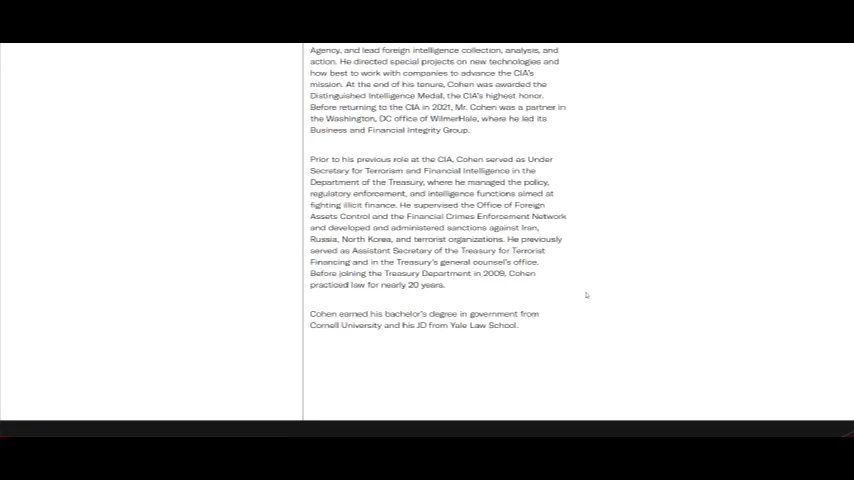 Agency, and lead foreign intelligence collection, analysis, and
action. He directed special projects on new technologies and
how best to work with companies to advance the CIA's
mission. At the end of his tenure, Cohen was awarded the
Distinguished Intelligence Medal, the CIA's highest honor.
Before returning to the CIA in 2021, Mr. Cohen was a partner in
the Washington, DC office of WilmerHale, where he led its
Business and Financial Integrity Group.
Prior to his previous role at the CIA, Cohen served as Under
Secretary for Terrorism and Financial Intelligence in the
Department of the Treasury, where he managed the policy,
regulatory enforcement, and intelligence functions aimed at
fighting illicit finance. He supervised the Office of Foreign
Assets Control and the Financial Crimes Enforcement Network
and developed and administered sanctions against Iran,
Russia, North Korea, and terrorist organizations. He previously
served as Assistant Secretary of the Treasury for Terrorist
Financing and in the Treasury's general counsel's office.
Before joining the Treasury Department in 2009, Cohen
practiced law for nearly 20 years.
Cohen earned his bachelor's degree in government from
Cornell University and his JD from Yale Law School.